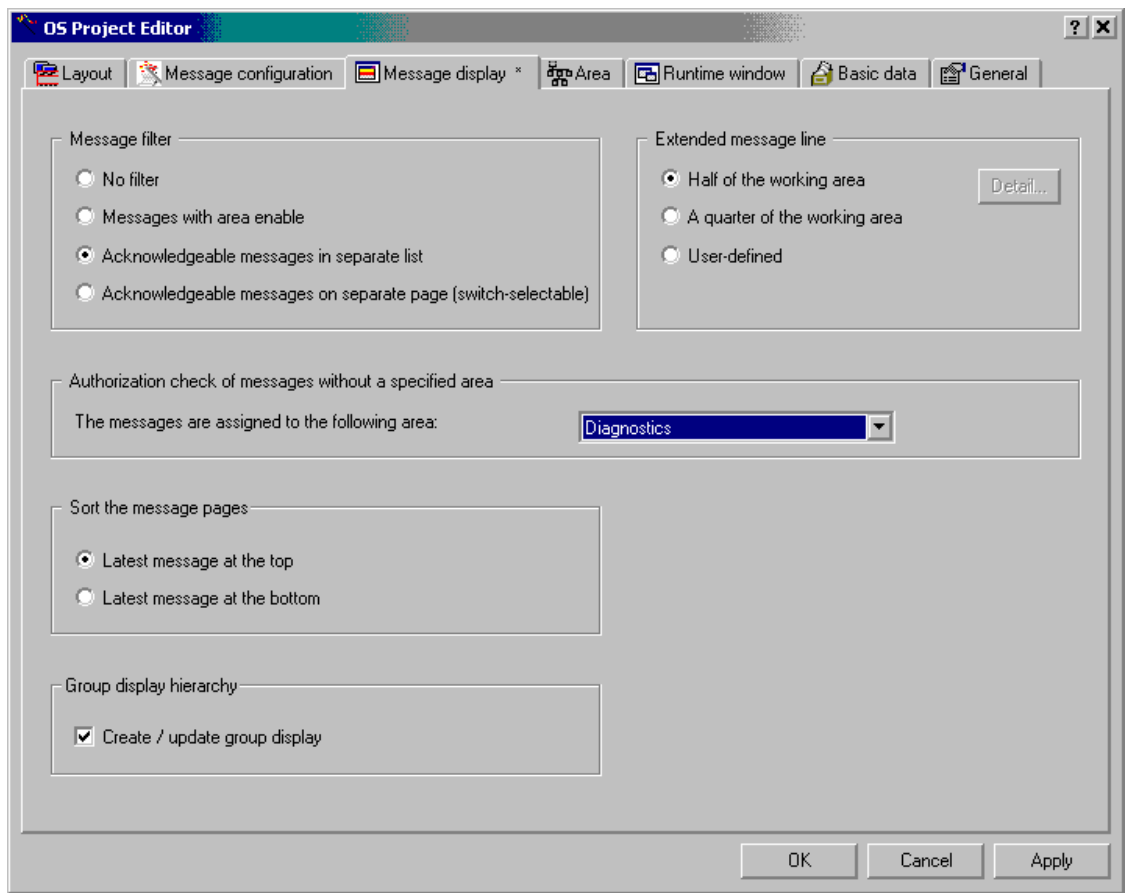 OS Project Editor
Layout
Message configuration
Message display *
Area
Runtime window
Basic data
General
Message filter
No filter
Messages with area enable
Acknowledgeable messages in separate list
Acknowledgeable messages on separate page (switch-selectable)
Extended message line
Half of the working area
Detail...
A quarter of the working area
User-defined
Authorization check of messages without a specified area
The messages are assigned to the following area:
Diagnostics
Sort the message pages
Latest message at the top
Latest message at the bottom
Group display hierarchy
Create / update group display
OK
Cancel
Apply